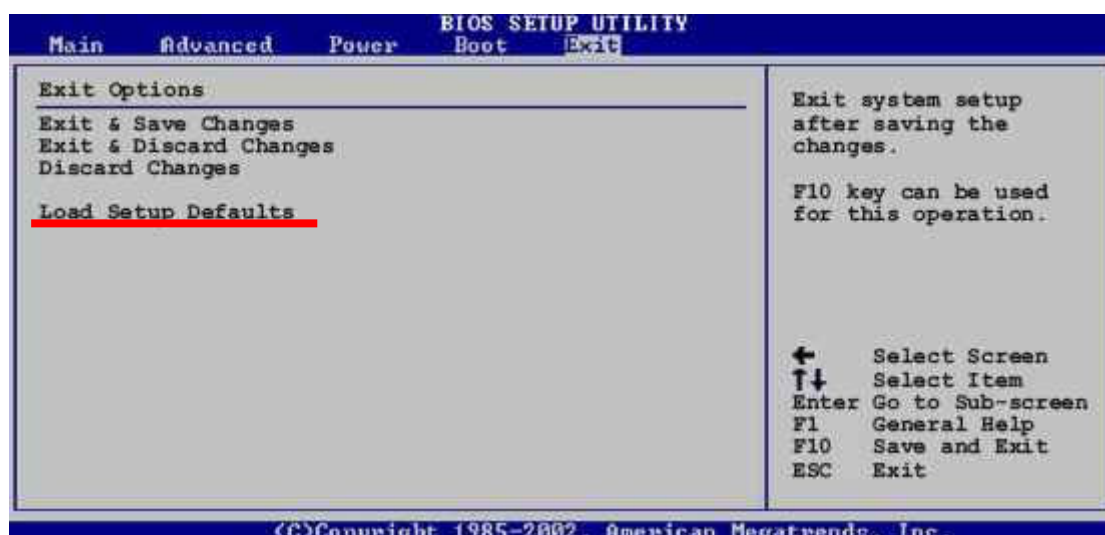 BIOS SETUP UTILITY
Main Advanced Power Boot Exit
Exit Options
Exit & Save Changes
Exit & Discard Changes
Discard Changes
Load Setup Defaults
Exit system setup
after saving the
changes.
F10 key can be used
for this operation.
← Select Screen
↑↓ Select Item
Enter Go to Sub-screen
F1 General Help
F10 Save and Exit
ESC Exit
(C)Copyright 1985-2002, American Megatrends, Inc.